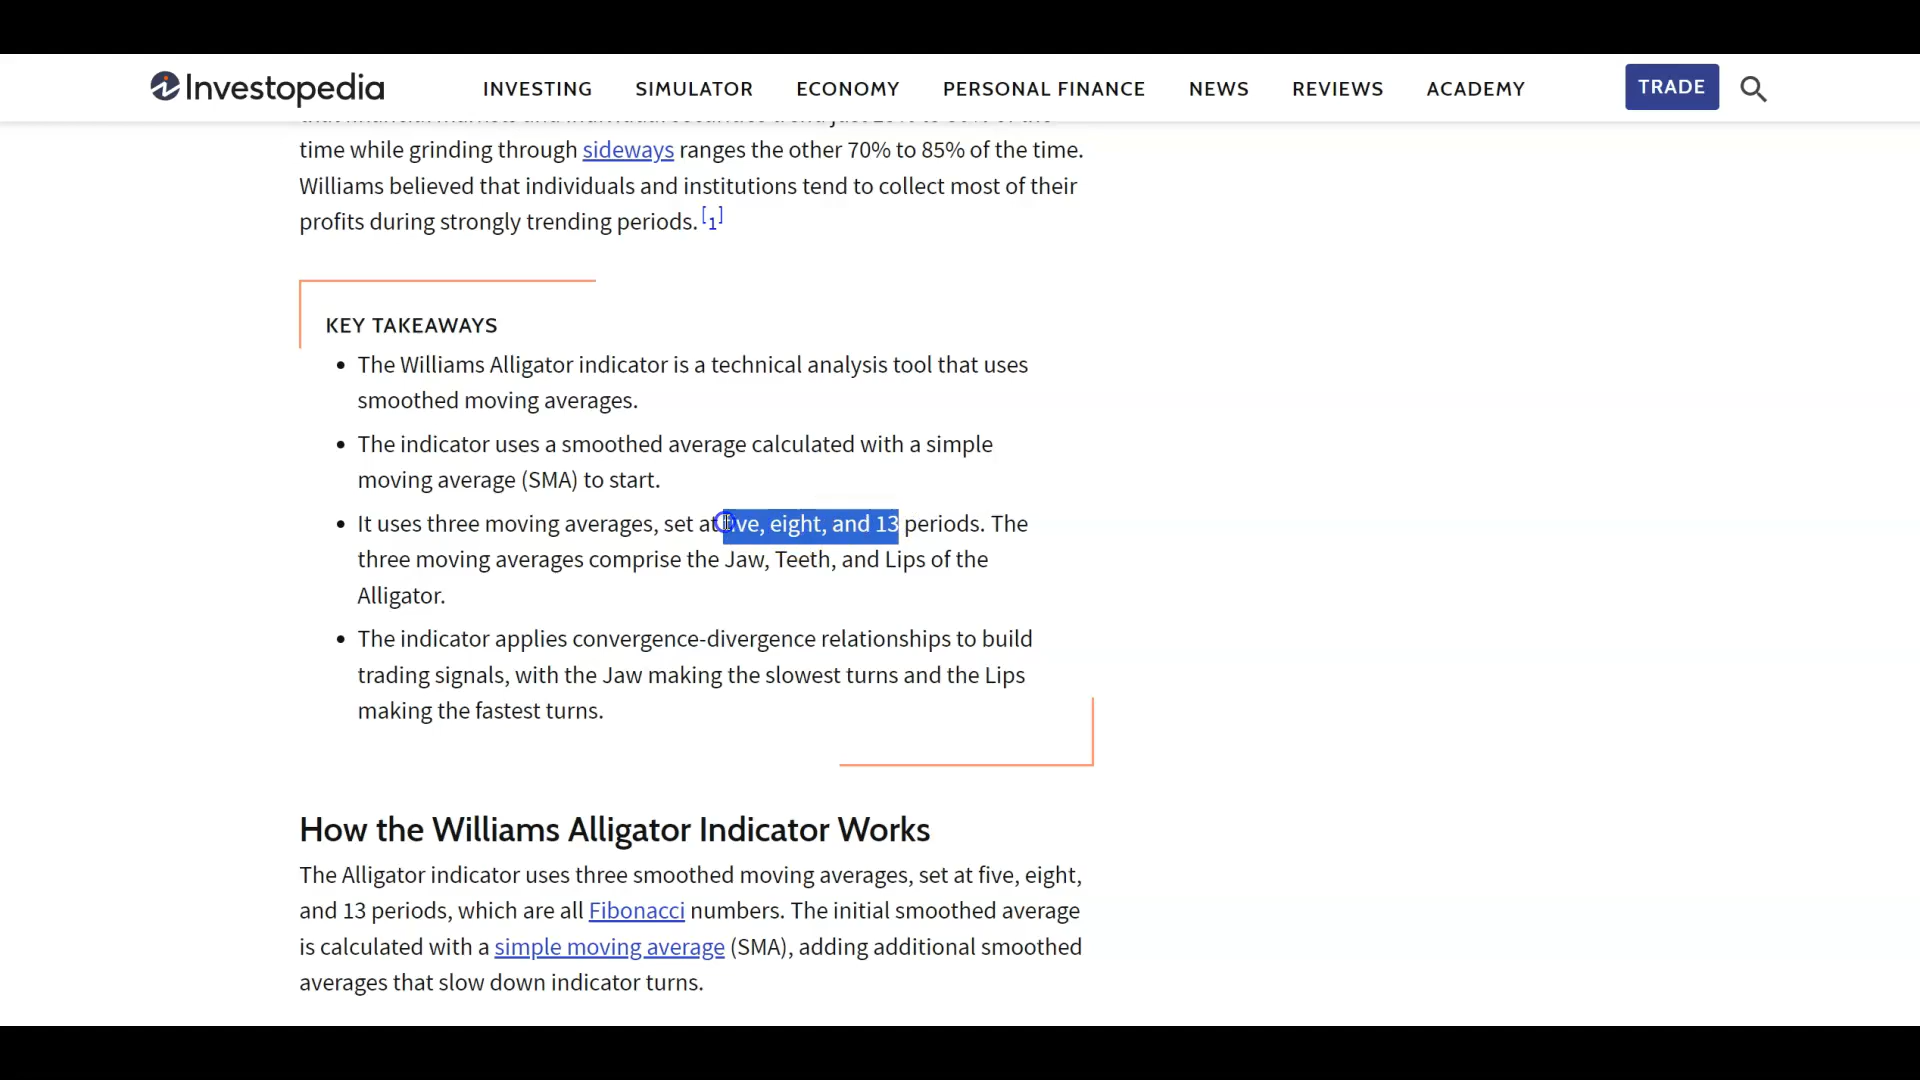 Investopedia
INVESTING SIMULATOR ECONOMY PERSONAL FINANCE NEWS REVIEWS ACADEMY TRADE
time while grinding through sideways ranges the other 70% to 85% of the time.
Williams believed that individuals and institutions tend to collect most of their
profits during strongly trending periods. [1]
KEY TAKEAWAYS
• The Williams Alligator indicator is a technical analysis tool that uses
smoothed moving averages.
• The indicator uses a smoothed average calculated with a simple
moving average (SMA) to start.
• It uses three moving averages, set at five, eight, and 13 periods. The
three moving averages comprise the Jaw, Teeth, and Lips of the
Alligator.
• The indicator applies convergence-divergence relationships to build
trading signals, with the Jaw making the slowest turns and the Lips
making the fastest turns.
How the Williams Alligator Indicator Works
The Alligator indicator uses three smoothed moving averages, set at five, eight,
and 13 periods, which are all Fibonacci numbers. The initial smoothed average
is calculated with a simple moving average (SMA), adding additional smoothed
averages that slow down indicator turns.